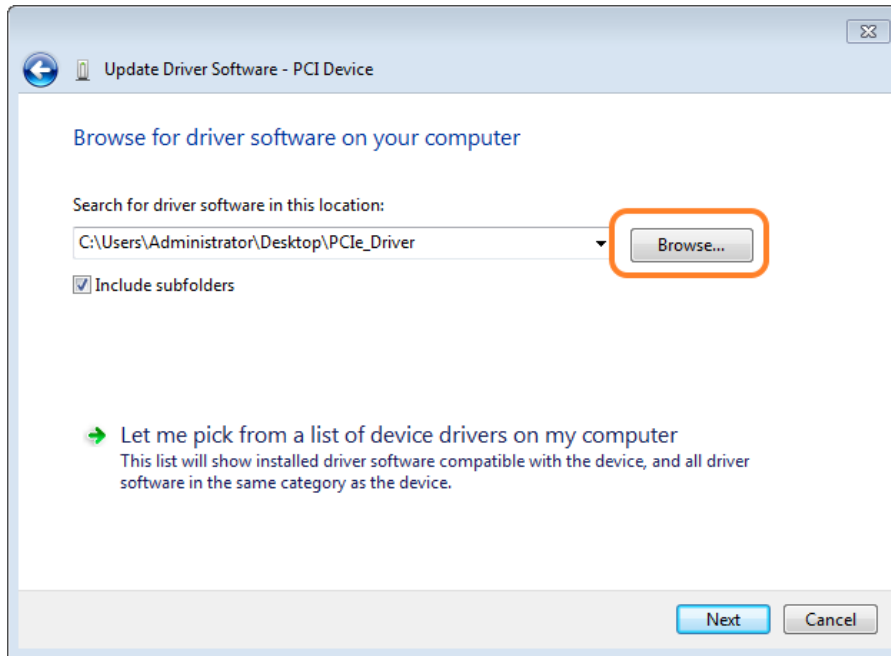 Update Driver Software - PCI Device
Browse for driver software on your computer
Search for driver software in this location:
C:\Users\Administrator\Desktop\PCIe_Driver
Browse...
Include subfolders
Let me pick from a list of device drivers on my computer
This list will show installed driver software compatible with the device, and all driver
software in the same category as the device.
Next
Cancel